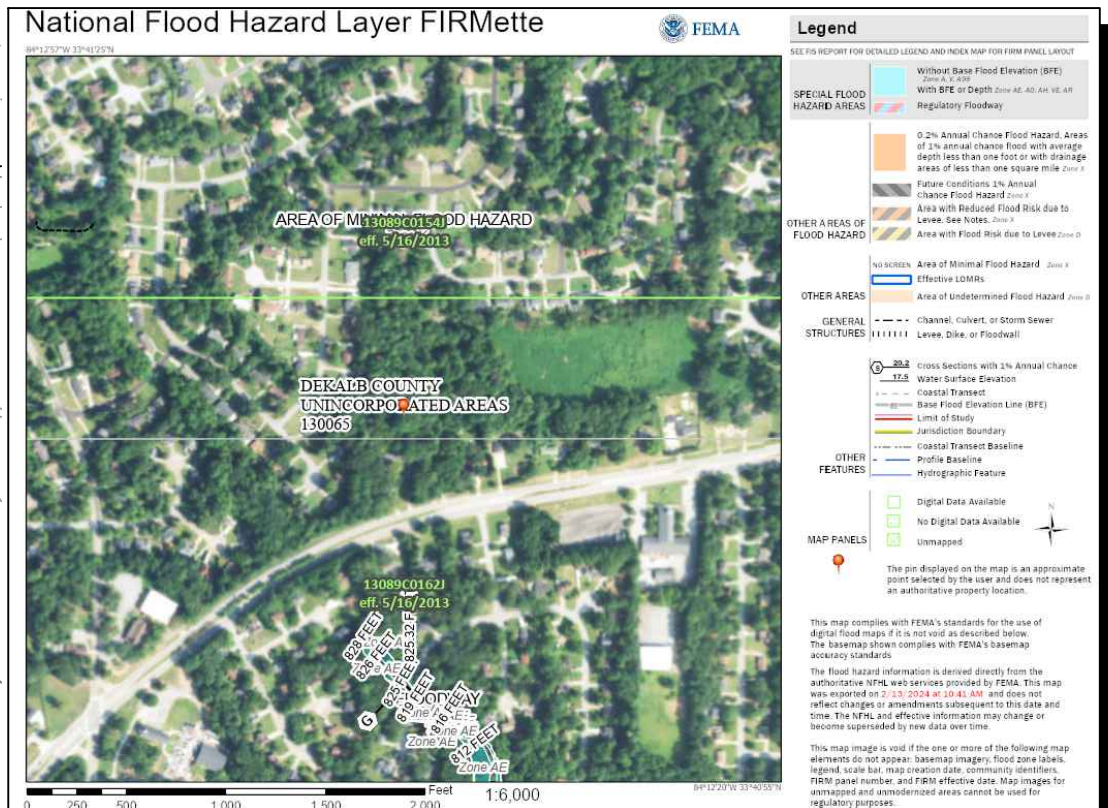 National Flood Hazard Layer FIRMette
FEMA
84°12'57"W 33°41'25"N
AREA OF MINIMAL FLOOD HAZARD
13089C0154J
eff. 5/16/2013
DEKALB COUNTY
UNINCORPORATED AREAS
130065
13089C0162J
eff. 5/16/2013
828 FEET
826 FEET
825.32 F
Zone AE
825 FEE
819 FEET
816 FEET
G
Zone AE
Zone AE
812 FEET
Zone AE
84°12'20"W 33°40'55"N
0 250 500 1,000 1,500 2,000 Feet 1:6,000
Legend
SEE FIS REPORT FOR DETAILED LEGEND AND INDEX MAP FOR FIRM PANEL LAYOUT
SPECIAL FLOOD
HAZARD AREAS
Without Base Flood Elevation (BFE)
Zone A, V, A99
With BFE or Depth Zone AE, AO, AH, VE, AR
Regulatory Floodway
0.2% Annual Chance Flood Hazard, Areas
of 1% annual chance flood with average
depth less than one foot or with drainage
areas of less than one square mile Zone X
Future Conditions 1% Annual
Chance Flood Hazard Zone X
Area with Reduced Flood Risk due to
Levee. See Notes. Zone X
Area with Flood Risk due to Levee Zone D
OTHER AREAS OF
FLOOD HAZARD
NO SCREEN Area of Minimal Flood Hazard Zone X
Effective LOMRs
Area of Undetermined Flood Hazard Zone D
OTHER AREAS
Channel, Culvert, or Storm Sewer
Levee, Dike, or Floodwall
GENERAL
STRUCTURES
B 20.2 Cross Sections with 1% Annual Chance
17.5 Water Surface Elevation
Coastal Transect
Base Flood Elevation Line (BFE)
Limit of Study
Jurisdiction Boundary
Coastal Transect Baseline
Profile Baseline
Hydrographic Feature
OTHER
FEATURES
Digital Data Available
No Digital Data Available
Unmapped
N
MAP PANELS
The pin displayed on the map is an approximate
point selected by the user and does not represent
an authoritative property location.
This map complies with FEMA's standards for the use of
digital flood maps if it is not void as described below.
The basemap shown complies with FEMA's basemap
accuracy standards
The flood hazard information is derived directly from the
authoritative NFHL web services provided by FEMA. This map
was exported on 2/13/2024 at 10:41 AM and does not
reflect changes or amendments subsequent to this date and
time. The NFHL and effective information may change or
become superseded by new data over time.
This map image is void if the one or more of the following map
elements do not appear: basemap imagery, flood zone labels,
legend, scale bar, map creation date, community identifiers,
FIRM panel number, and FIRM effective date. Map images for
unmapped and unmodernized areas cannot be used for
regulatory purposes.